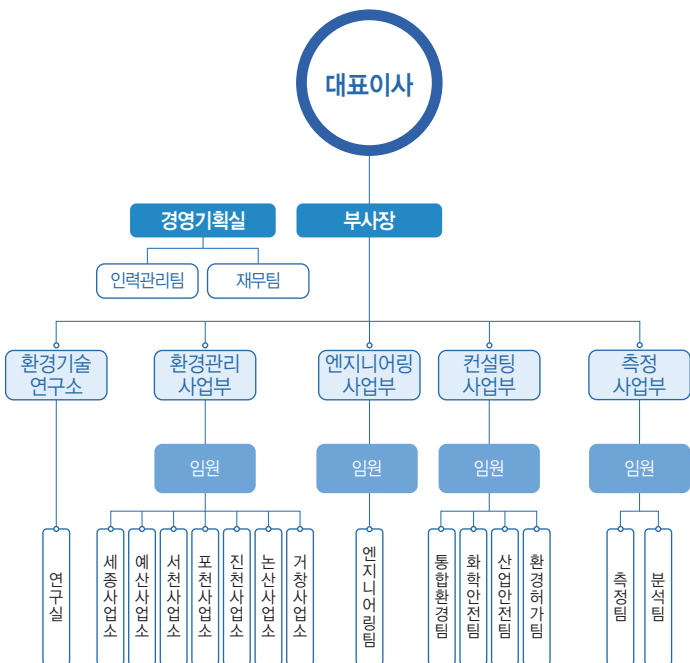 대표이사
경영기획실
부사장
인력관리팀
재무팀
환경기술
연구소
환경관리
사업부
엔지니어링
사업부
컨설팅
사업부
측정
사업부
임원
임원
임원
임원
연구실
세종사업소
예산사업소
서천사업소
포천사업소
진천사업소
논산사업소
거창사업소
엔지니어링팀
통합환경팀
화학안전팀
산업안전팀
환경허가팀
측정팀
분석팀